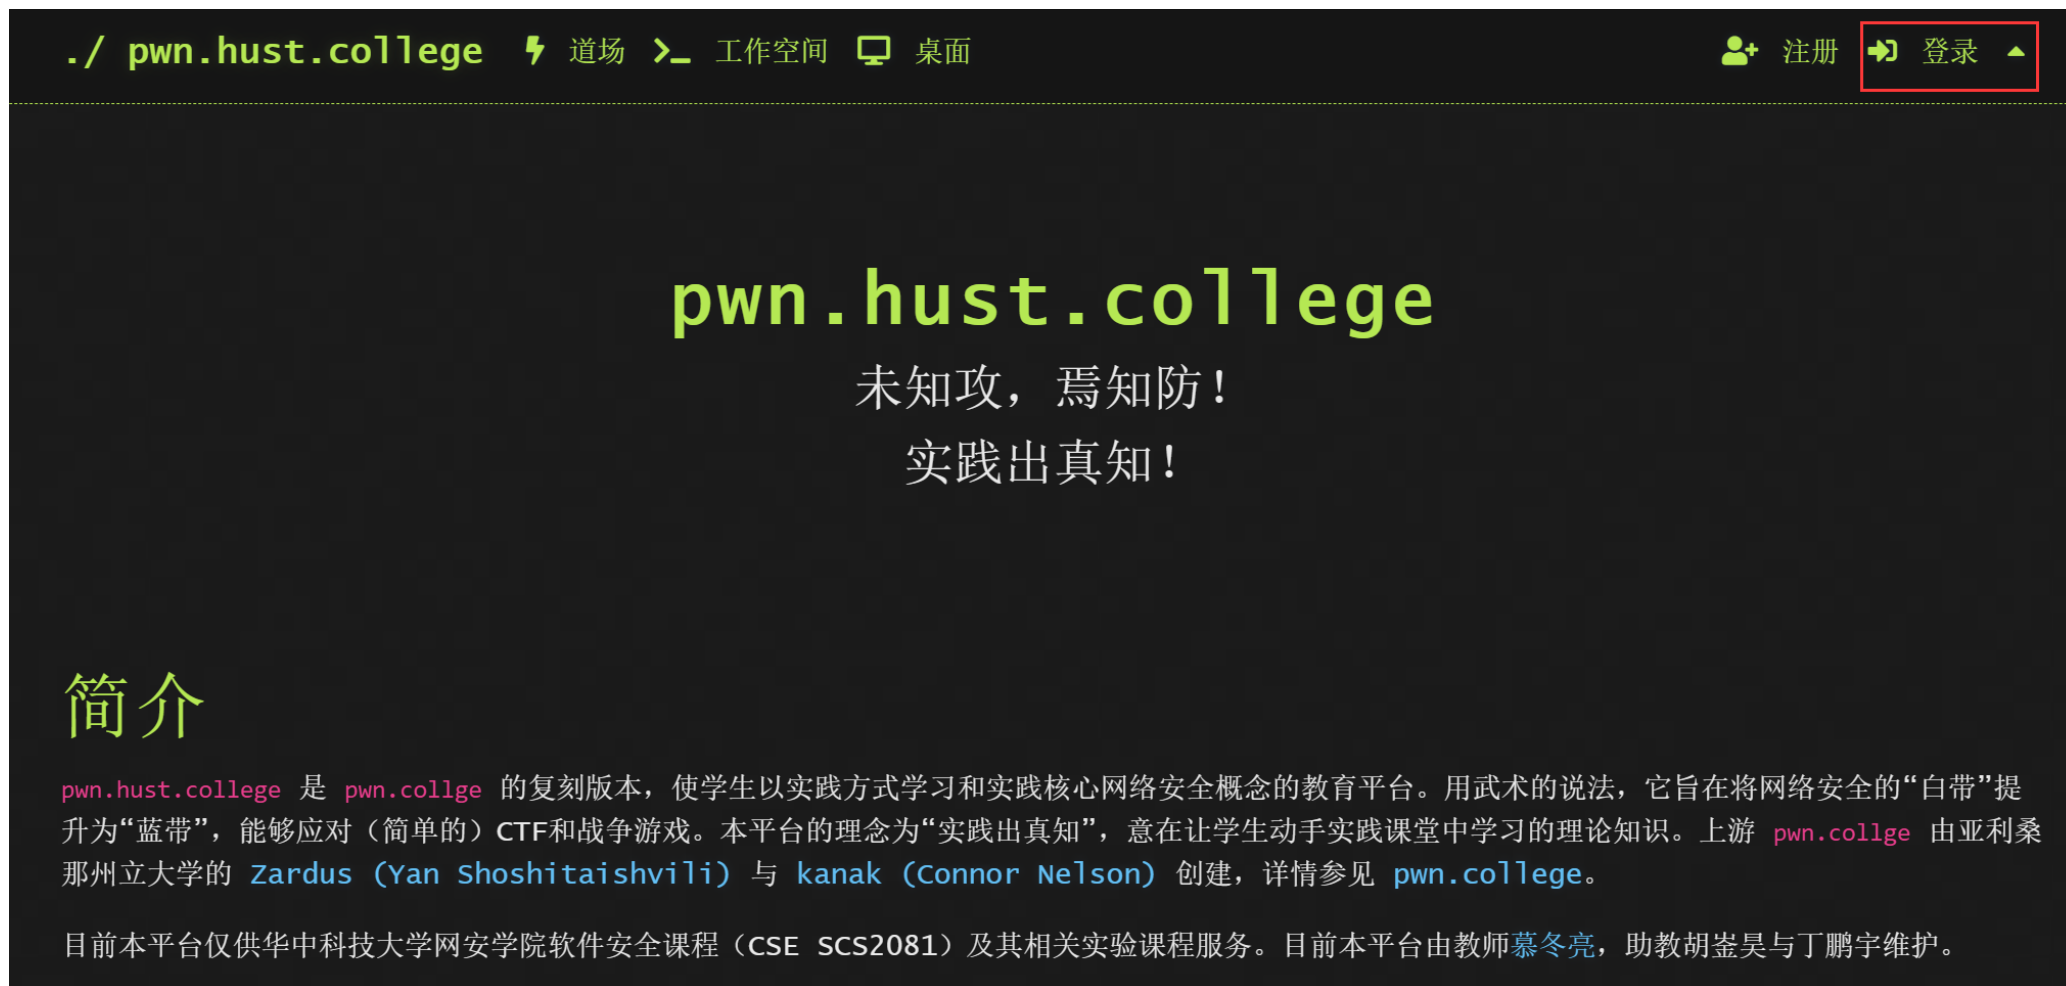 ./ pwn.hust.college 道场 工作空间 桌面 注册 登录
pwn.hust.college
未知攻，焉知防！
实践出真知！
简介
pwn.hust.college 是 pwn.collge 的复刻版本，使学生以实践方式学习和实践核心网络安全概念的教育平台。用武术的说法，它旨在将网络安全的“白带”提
升为“蓝带”，能够应对（简单的）CTF和战争游戏。本平台的理念为“实践出真知”，意在让学生动手实践课堂中学习的理论知识。上游 pwn.collge 由亚利桑
那州立大学的 Zardus (Yan Shoshitaishvili) 与 kanak (Connor Nelson) 创建，详情参见 pwn.college。
目前本平台仅供华中科技大学网安学院软件安全课程（CSE SCS2081）及其相关实验课程服务。目前本平台由教师慕冬亮，助教胡崟昊与丁鹏宇维护。